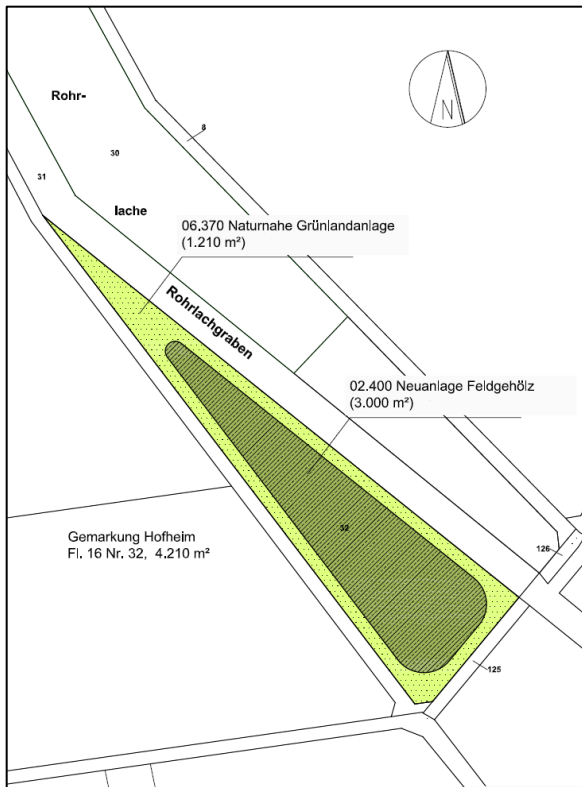 Rohr-
8
30
31
N
lache
06.370 Naturnahe Grünlandanlage
(1.210 m²)
Rohrlachgraben
02.400 Neuanlage Feldgehölz
(3.000 m²)
32
Gemarkung Hofheim
Fl. 16 Nr. 32, 4.210 m²
126
125